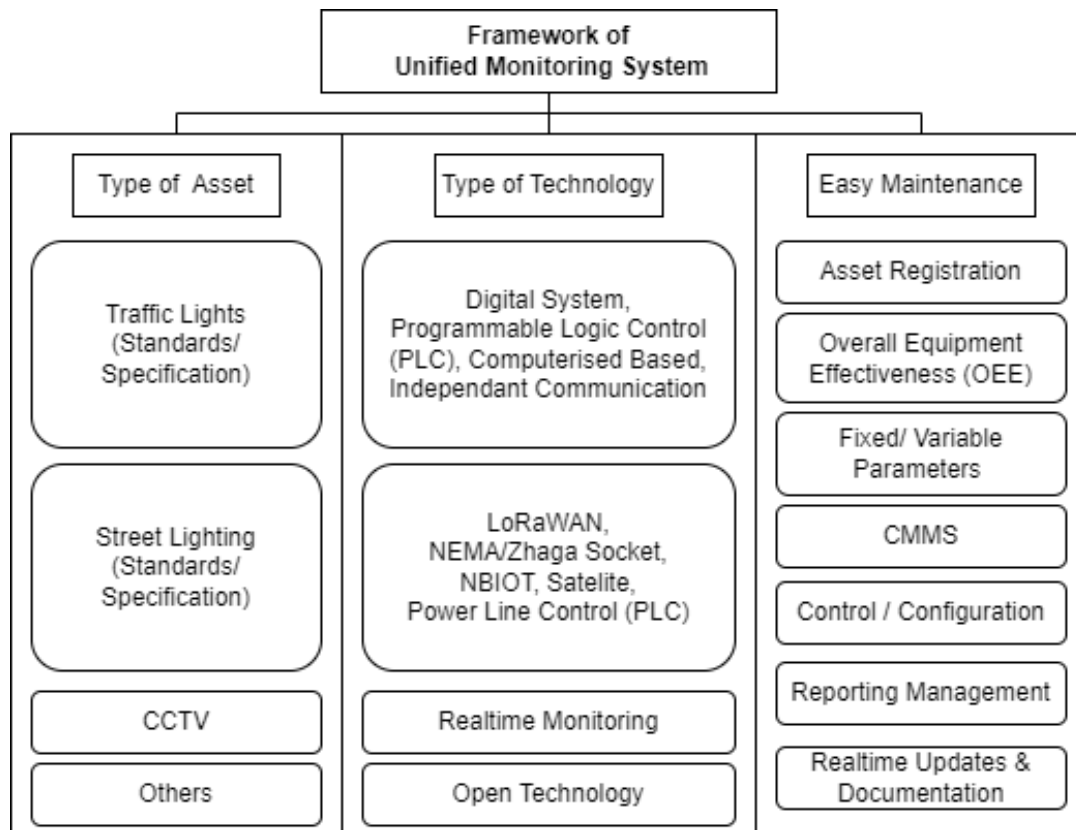 Framework of
Unified Monitoring System
Type of Asset
Traffic Lights
(Standards/
Specification)
Street Lighting
(Standards/
Specification)
CCTV
Others
Type of Technology
Digital System,
Programmable Logic Control
(PLC), Computerised Based,
Independant Communication
LoRaWAN,
NEMA/Zhaga Socket,
NBIOT, Satelite,
Power Line Control (PLC)
Realtime Monitoring
Open Technology
Easy Maintenance
Asset Registration
Overall Equipment
Effectiveness (OEE)
Fixed/ Variable
Parameters
CMMS
Control / Configuration
Reporting Management
Realtime Updates &
Documentation